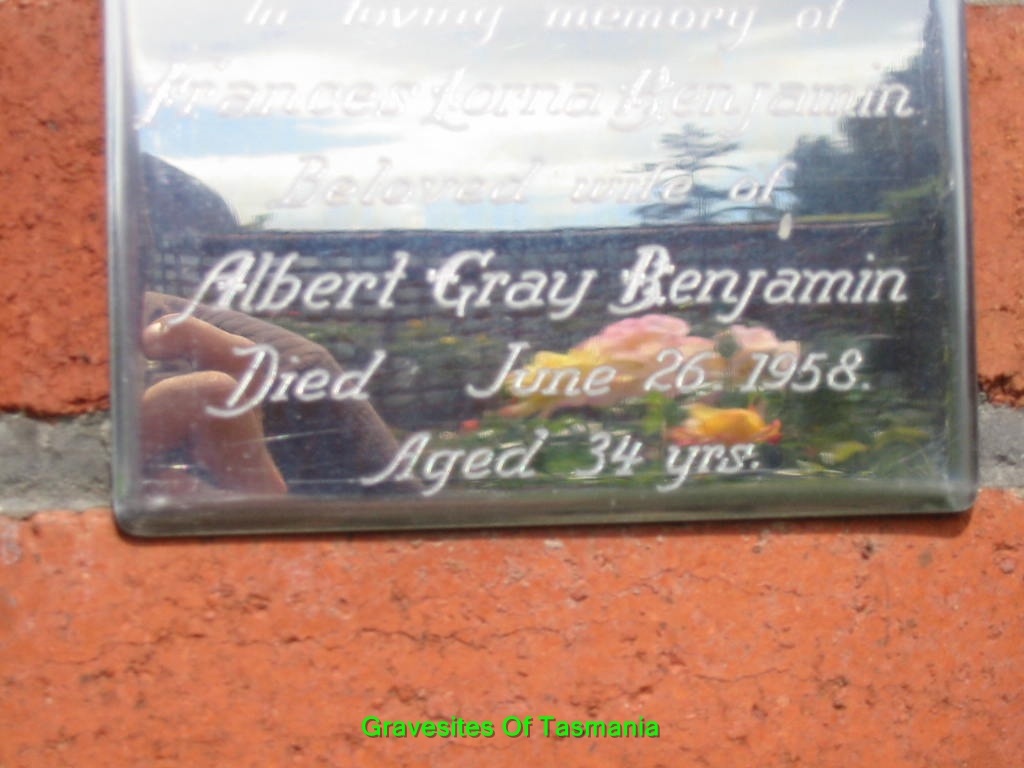 In loving memory of
Frances Lorna Benjamin
Beloved wife of
Albert Gray Benjamin
Died June 26. 1958.
Aged 34 yrs.
Gravesites Of Tasmania